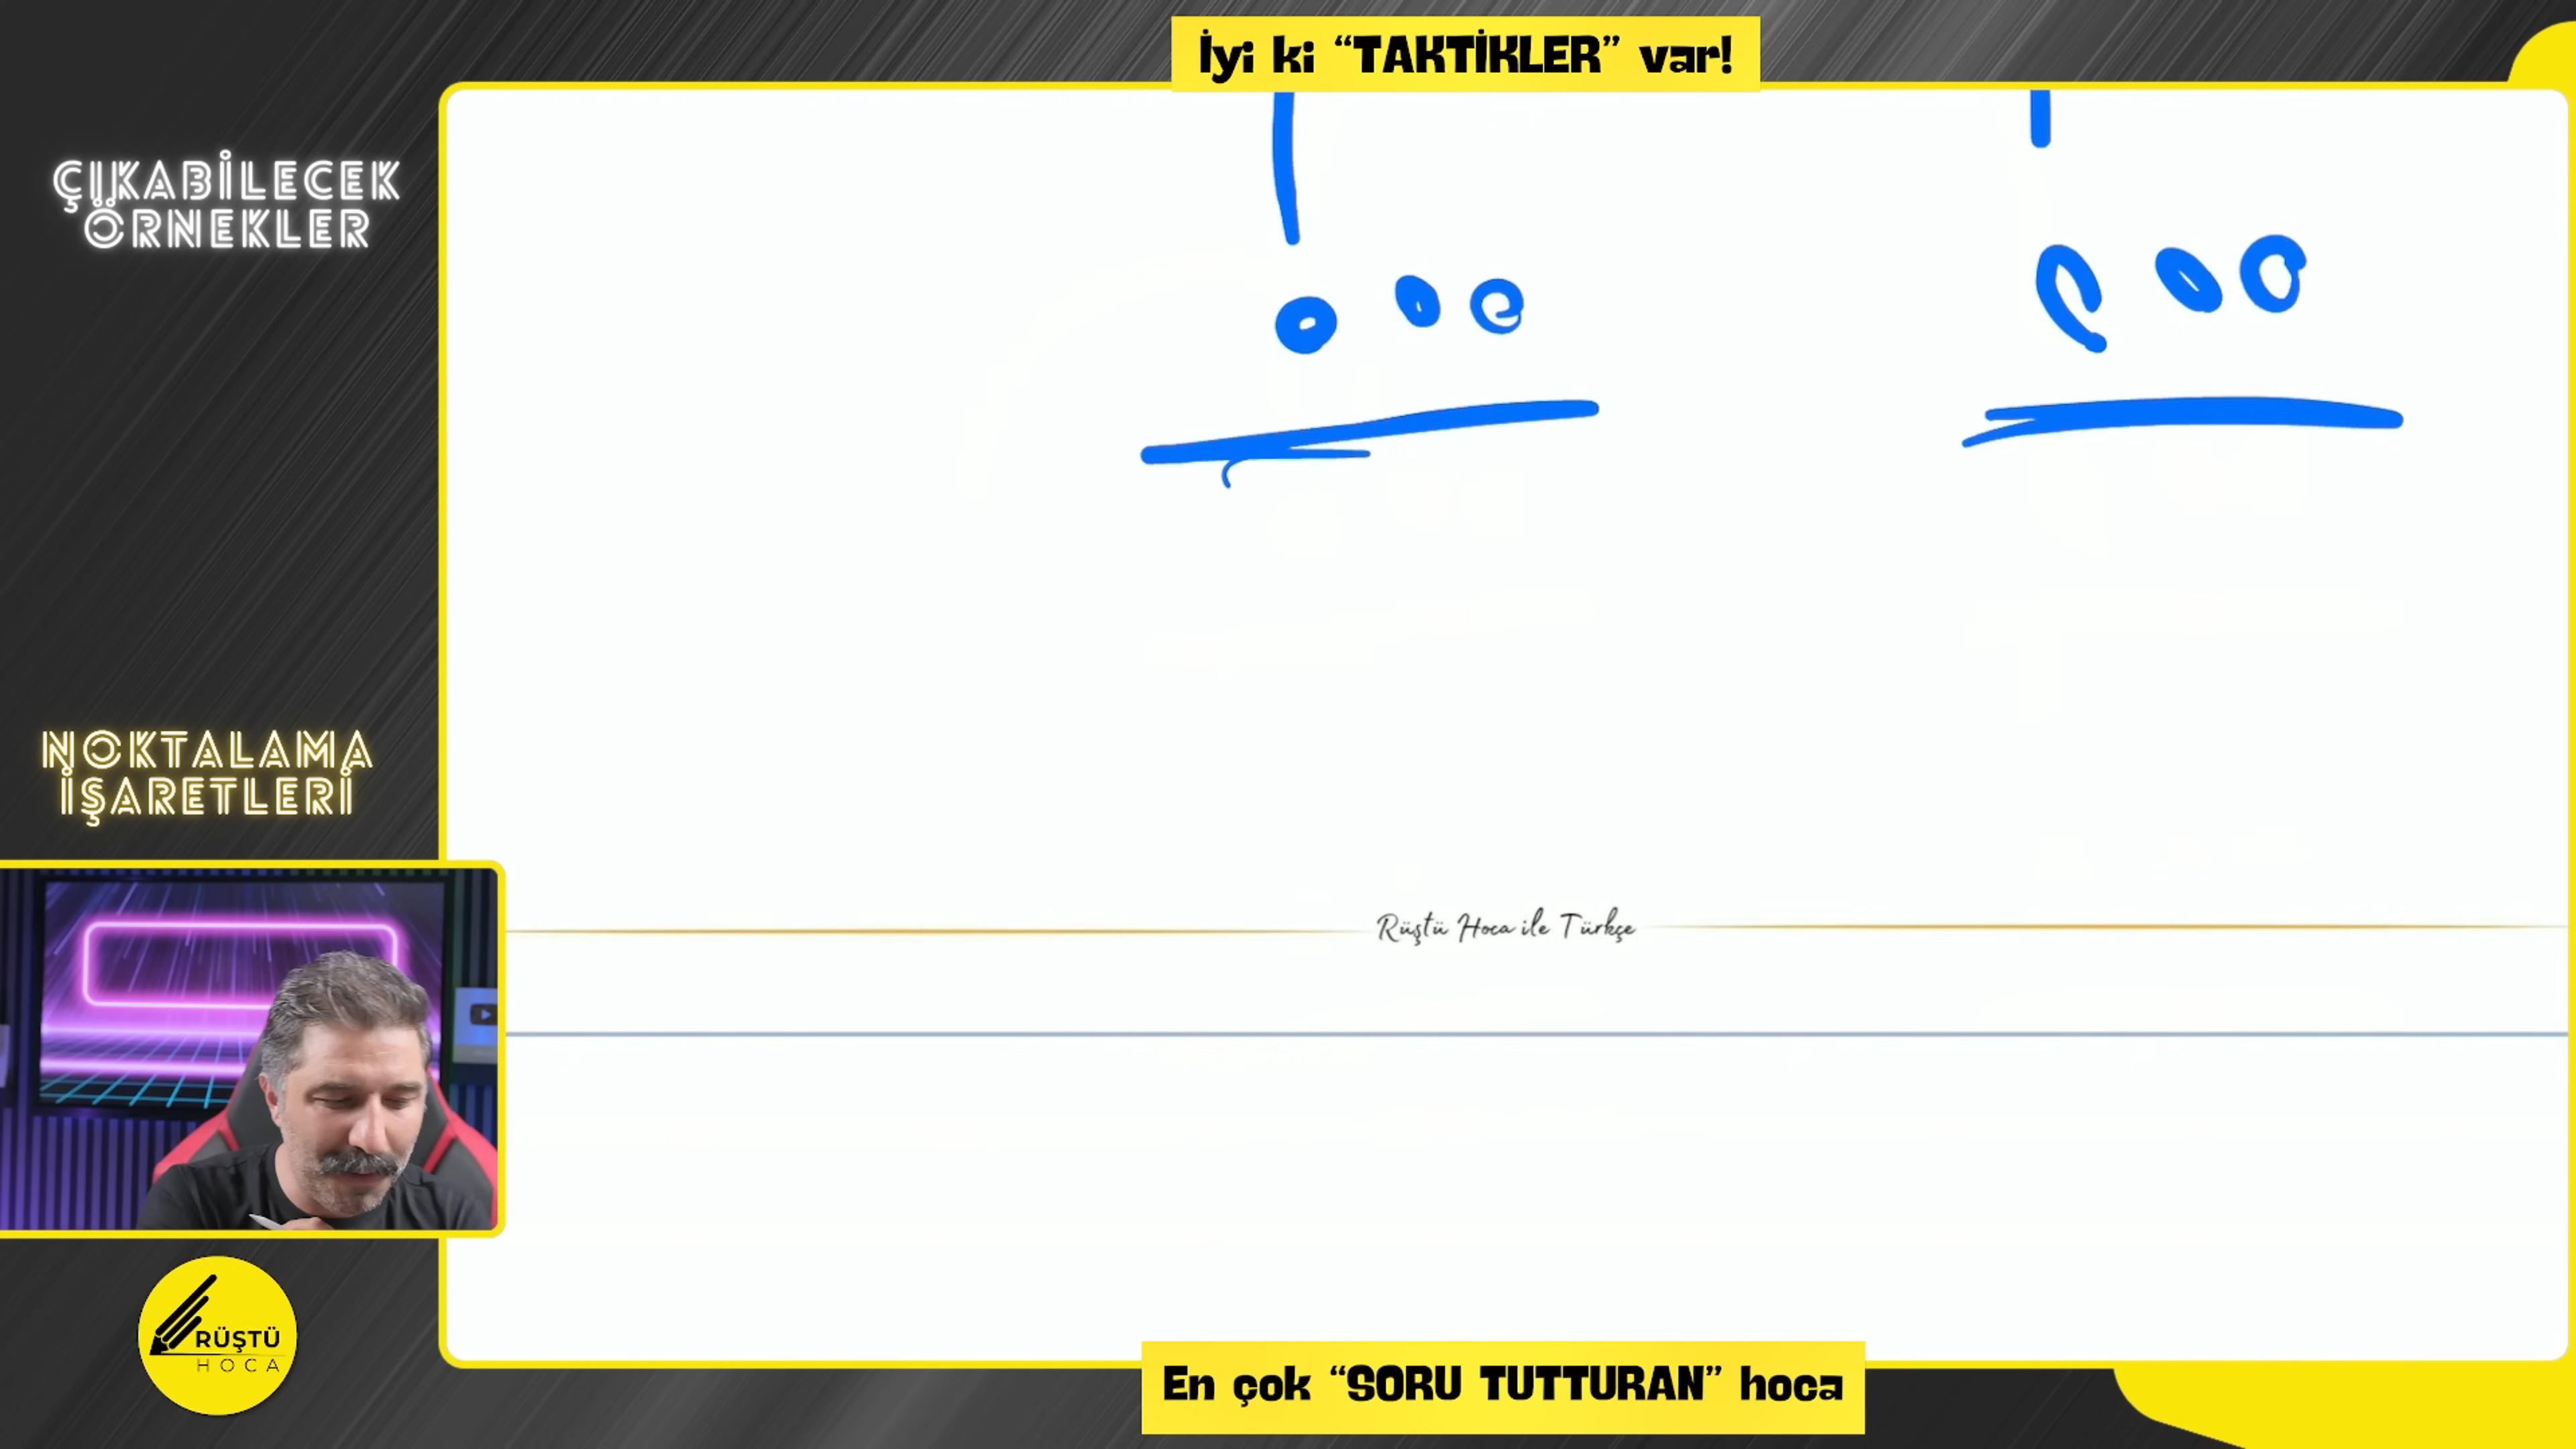 İyi ki “TAKTİKLER” var!
ÇIKABİLECEK
ÖRNEKLER
NOKTALAMA
İŞARETLERİ
Rüştü Hoca ile Türkçe
RÜŞTÜ
HOCA
En çok “SORU TUTTURAN” hoca